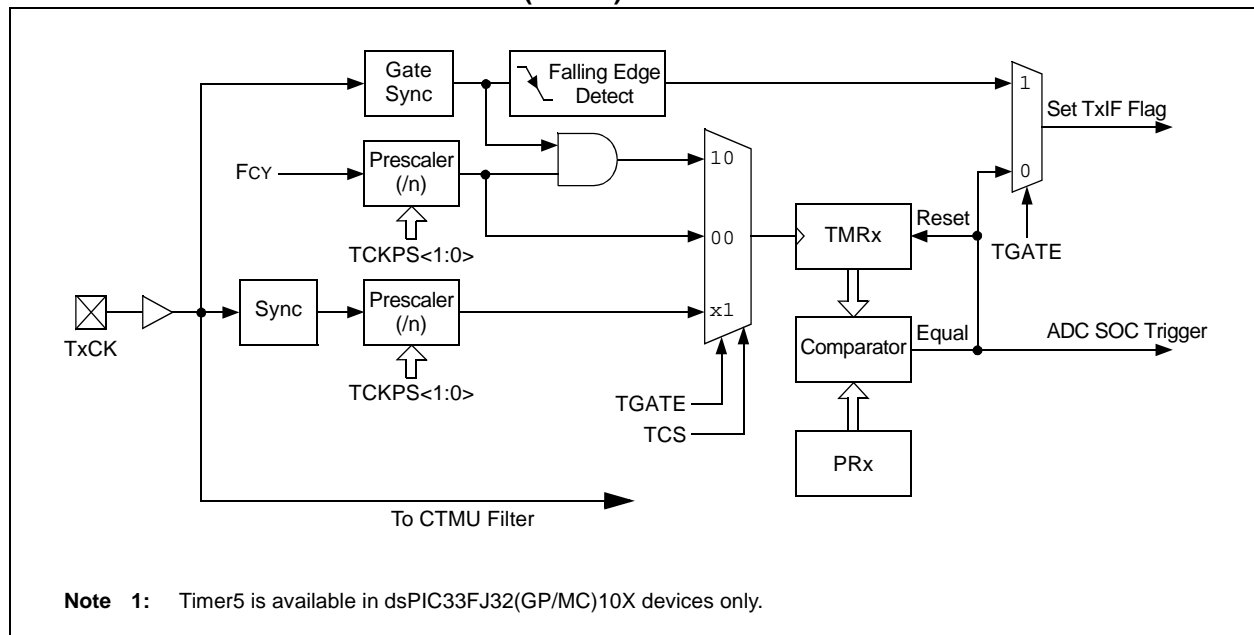 Gate
Sync
Falling Edge
Detect
1
Set TxIF Flag
0
TGATE
FCY
Prescaler
(/n)
TCKPS<1:0>
10
00
x1
TMRx
Reset
TxCK
Sync
Prescaler
(/n)
TCKPS<1:0>
Comparator
Equal
ADC SOC Trigger
TGATE
TCS
PRx
To CTMU Filter
Note 1: Timer5 is available in dsPIC33FJ32(GP/MC)10X devices only.